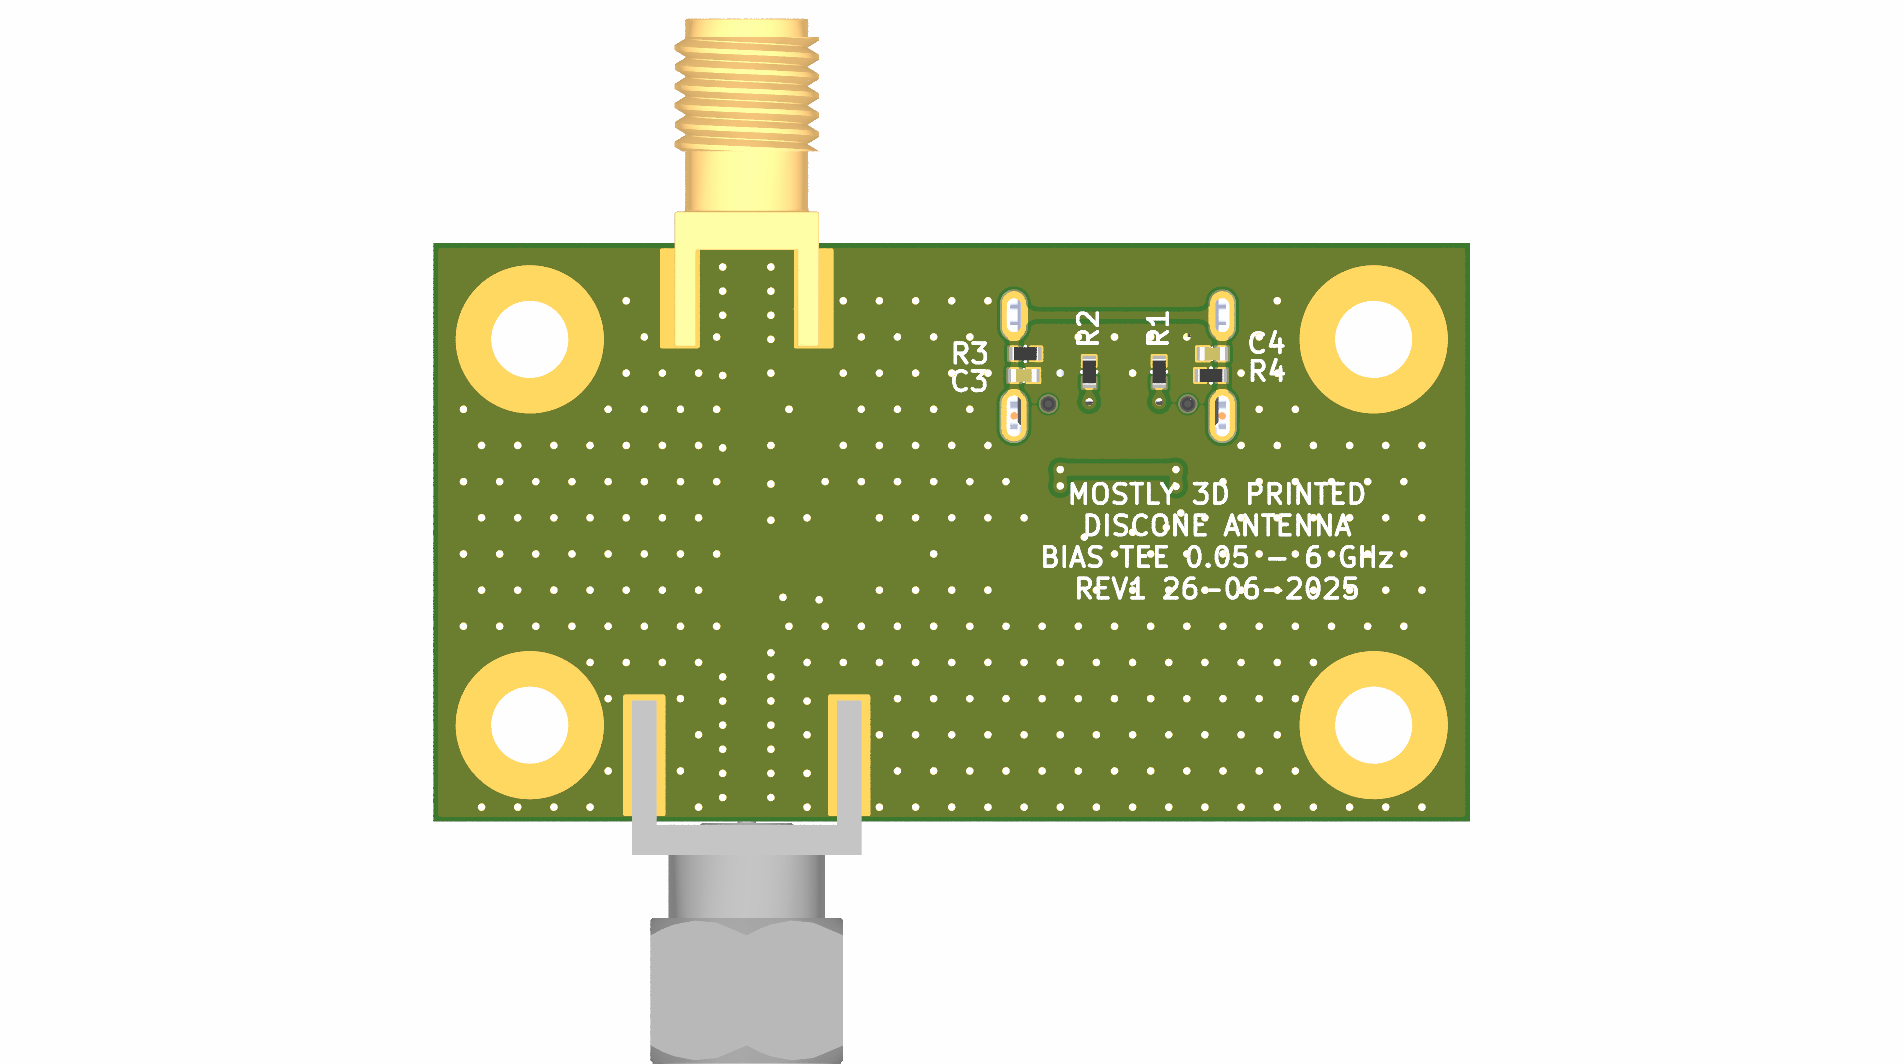 R2
R1
R3
C3
C4
R4
MOSTLY 3D PRINTED
DISCONE ANTENNA
BIAS TEE 0.05 - 6 GHz
REV1 26-06-2025